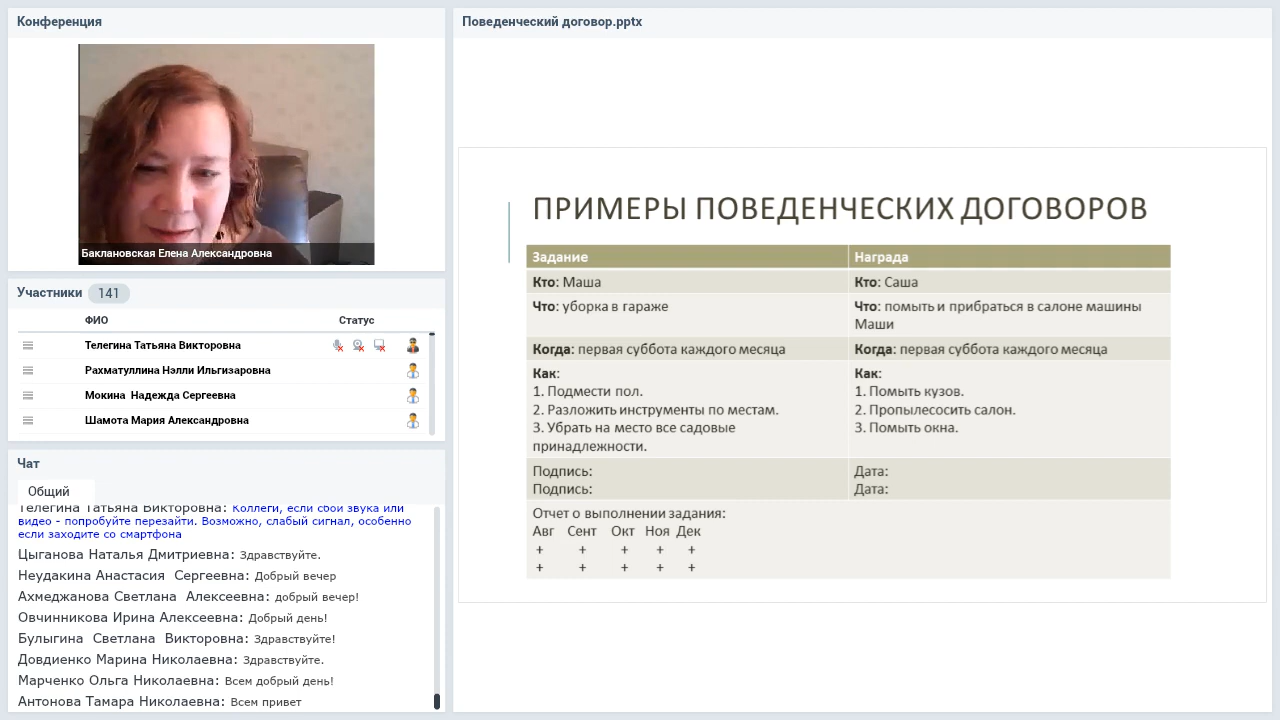 Конференция
Баклановская Елена Александровна
Участники 141
ФИО Статус
Телегина Татьяна Викторовна
Рахматуллина Нэлли Ильгизаровна
Мокина Надежда Сергеевна
Шамота Мария Александровна
Чат
Общий
Телегина Татьяна Викторовна: Коллеги, если сбои звука или
видео - попробуйте перезайти. Возможно, слабый сигнал, особенно
если заходите со смартфона
Цыганова Наталья Дмитриевна: Здравствуйте.
Неудакина Анастасия Сергеевна: Добрый вечер
Ахмеджанова Светлана Алексеевна: добрый вечер!
Овчинникова Ирина Алексеевна: Добрый день!
Булыгина Светлана Викторовна: Здравствуйте!
Довдиенко Марина Николаевна: Здравствуйте.
Марченко Ольга Николаевна: Всем добрый день!
Антонова Тамара Николаевна: Всем привет
Поведенческий договор.pptx
ПРИМЕРЫ ПОВЕДЕНЧЕСКИХ ДОГОВОРОВ
Задание Награда
Кто: Маша Кто: Саша
Что: уборка в гараже Что: помыть и прибраться в салоне машины
Маши
Когда: первая суббота каждого месяца Когда: первая суббота каждого месяца
Как: Как:
1. Подмести пол. 1. Помыть кузов.
2. Разложить инструменты по местам. 2. Пропылесосить салон.
3. Убрать на место все садовые 3. Помыть окна.
принадлежности.
Подпись: Дата:
Подпись: Дата:
Отчет о выполнении задания:
Авг Сент Окт Ноя Дек
+ + + + +
+ + + + +